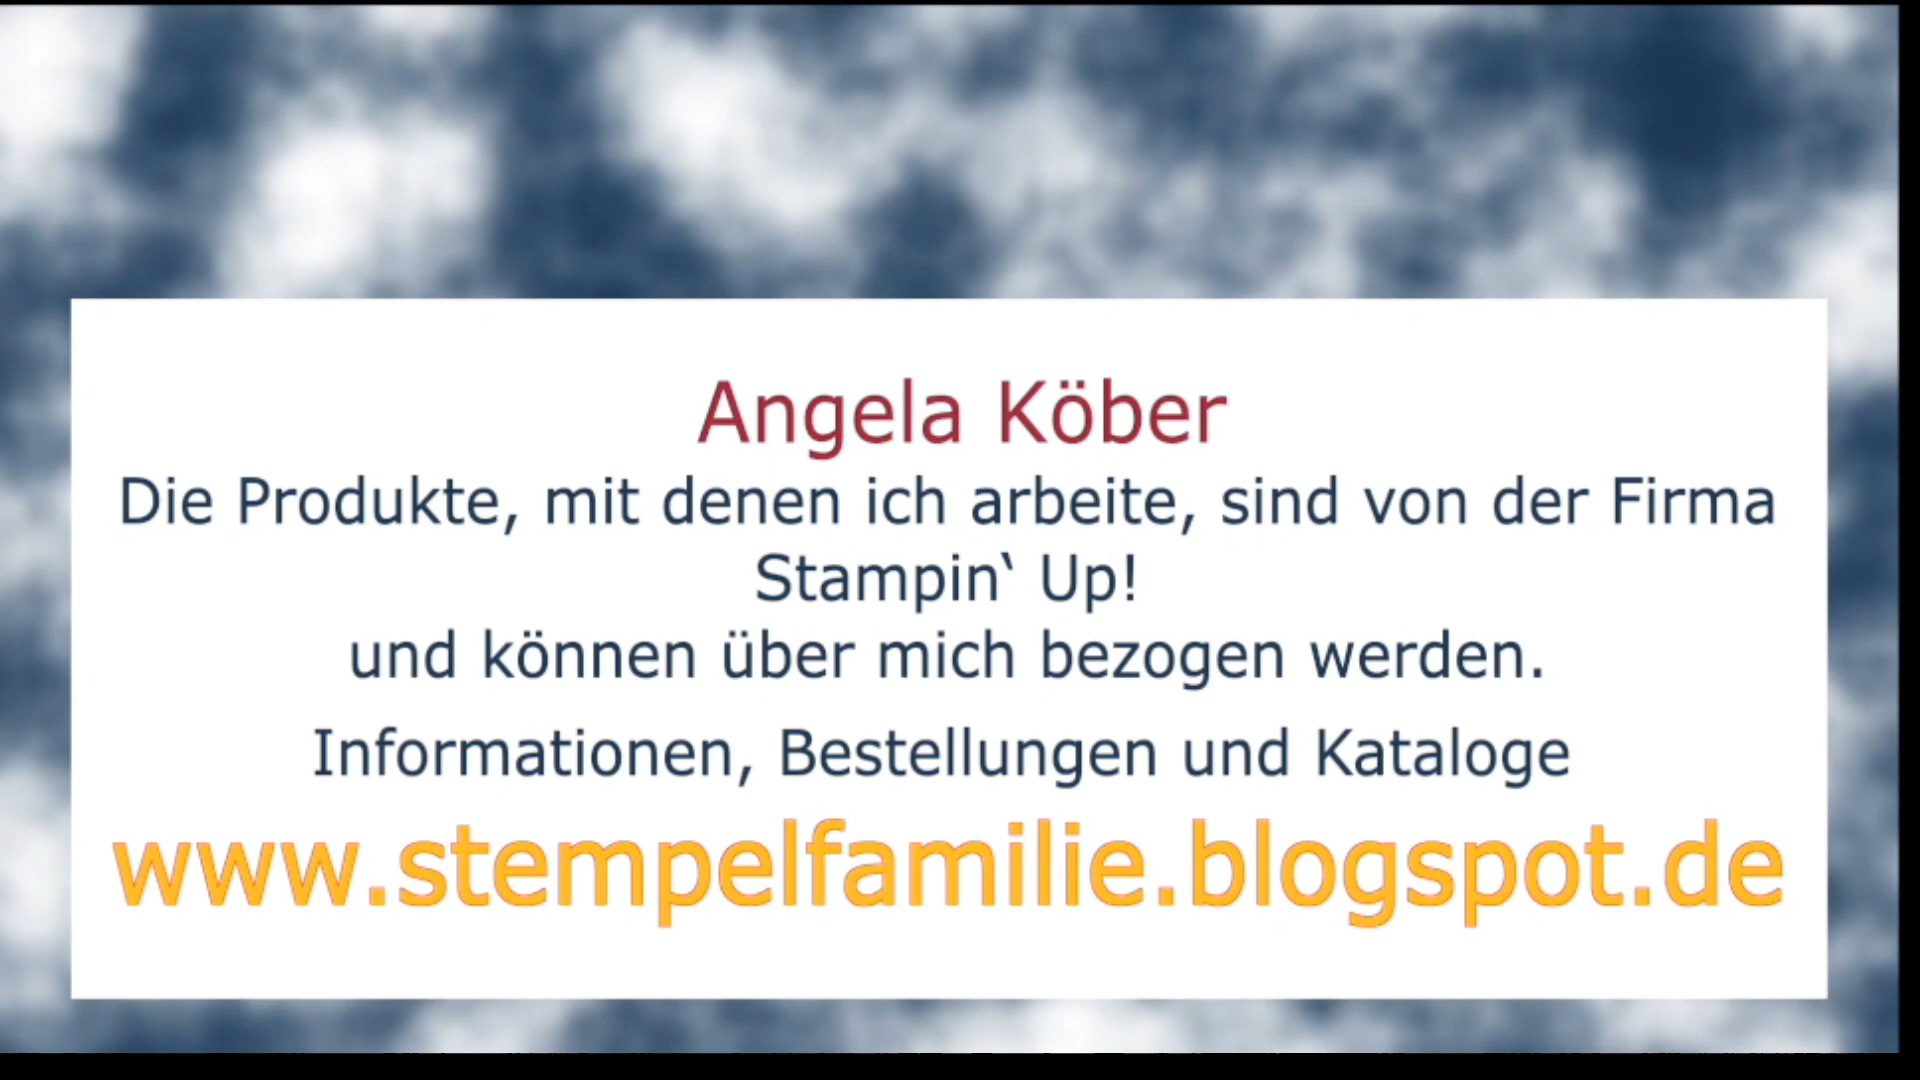 Angela Köber
Die Produkte, mit denen ich arbeite, sind von der Firma
Stampin‘ Up!
und können über mich bezogen werden.
Informationen, Bestellungen und Kataloge
www.stempelfamilie.blogspot.de